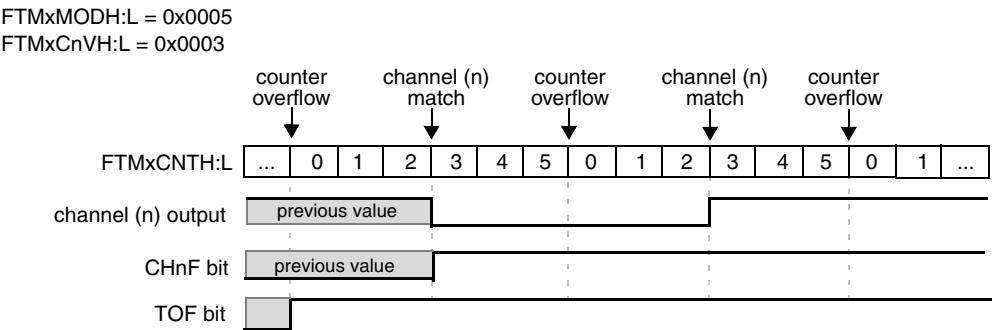 FTMxMODH:L = 0x0005
FTMxCnVH:L = 0x0003
counter overflow
channel (n) match
counter overflow
channel (n) match
counter overflow
FTMxCNTH:L ... 0 1 2 3 4 5 0 1 2 3 4 5 0 1 ...
channel (n) output previous value
CHnF bit previous value
TOF bit